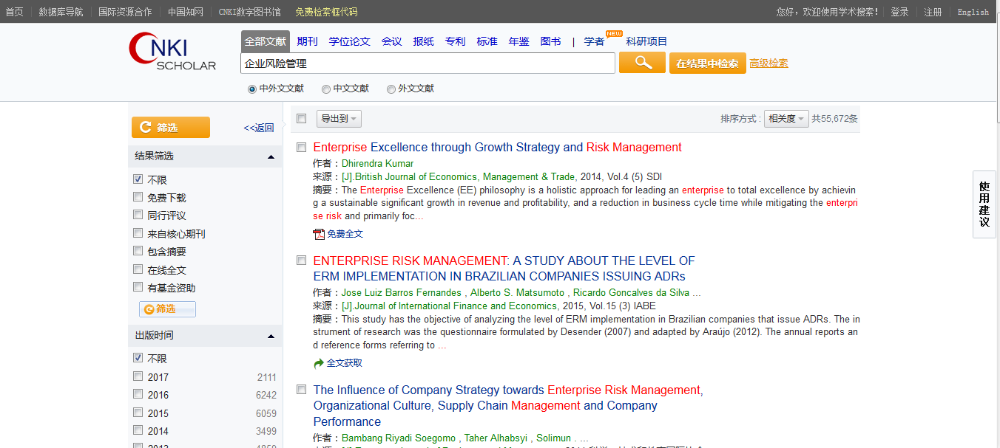 首页 数据库导航 国际资源合作 中国知网 CNKI数字图书馆 免费检索框代码 您好，欢迎使用学术搜索! 登录 注册 English
CNKI SCHOLAR
全部文献 期刊 学位论文 会议 报纸 专利 标准 年鉴 图书 | 学者 NEW 科研项目
企业风险管理 在结果中检索 高级检索
中外文文献 中文文献 外文文献
筛选 <<返回
结果筛选
不限
免费下载
同行评议
来自核心期刊
包含摘要
在线全文
有基金资助
筛选
出版时间
不限
2017 2111
2016 6242
2015 6059
2014 3499
导出到 排序方式 : 相关度 共55,672条
Enterprise Excellence through Growth Strategy and Risk Management
作者：Dhirendra Kumar
来源：[J].British Journal of Economics, Management & Trade, 2014, Vol.4 (5) SDI
摘要：The Enterprise Excellence (EE) philosophy is a holistic approach for leading an enterprise to total excellence by achievin
g a sustainable significant growth in revenue and profitability, and a reduction in business cycle time while mitigating the enterpri
se risk and primarily foc...
免费全文
ENTERPRISE RISK MANAGEMENT: A STUDY ABOUT THE LEVEL OF
ERM IMPLEMENTATION IN BRAZILIAN COMPANIES ISSUING ADRs
作者：Jose Luiz Barros Fernandes , Alberto S. Matsumoto , Ricardo Goncalves da Silva ...
来源：[J].Journal of International Finance and Economics, 2015, Vol.15 (3) IABE
摘要：This study has the objective of analyzing the level of ERM implementation in Brazilian companies that issue ADRs. The in
strument of research was the questionnaire formulated by Desender (2007) and adapted by Araújo (2012). The annual reports an
d reference forms referring to ...
全文获取
The Influence of Company Strategy towards Enterprise Risk Management,
Organizational Culture, Supply Chain Management and Company
Performance
作者：Bambang Riyadi Soegomo , Taher Alhabsyi , Solimun . ...
使用建议